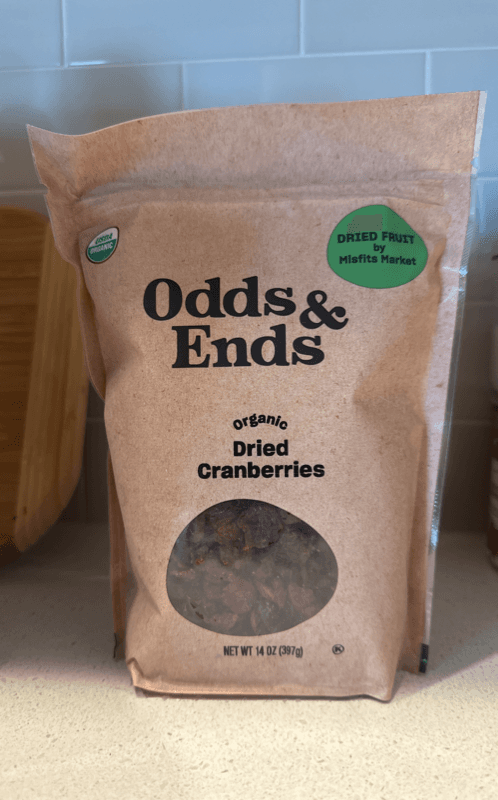 USDA
ORGANIC
DRIED FRUIT
by
Misfits Market
Odds &
Ends
Organic
Dried
Cranberries
NET WT 14 OZ (397g)
K